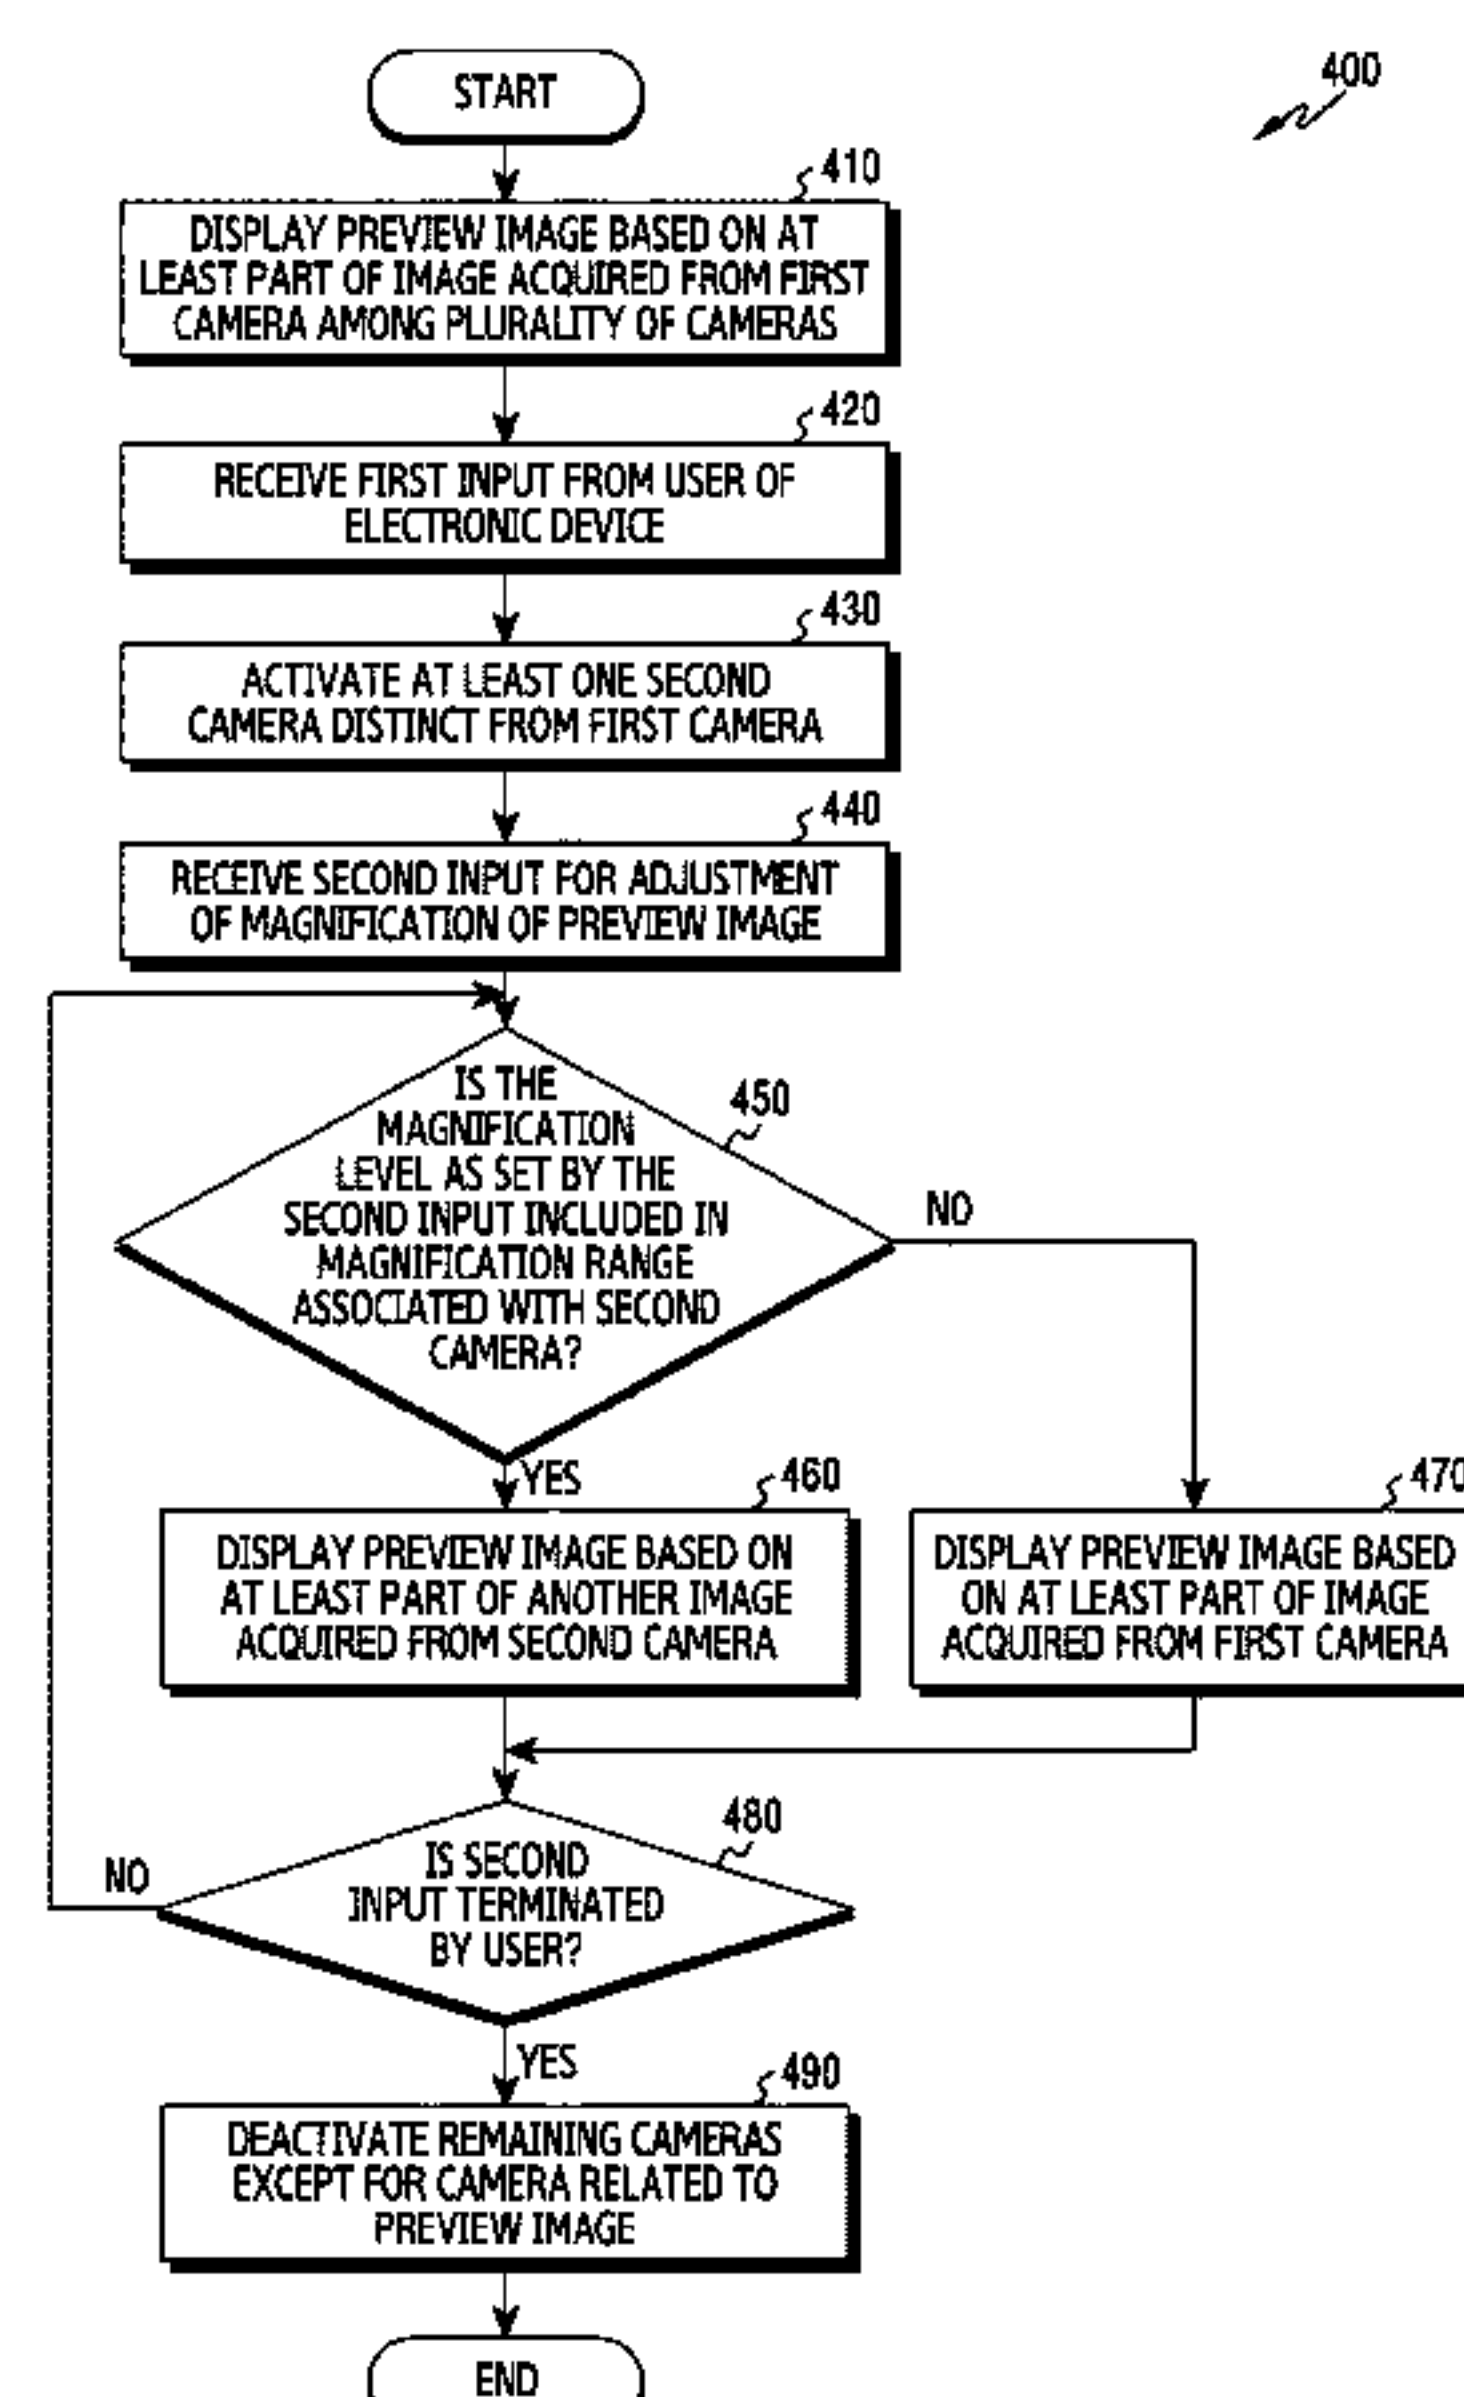 START
400
410
DISPLAY PREVIEW IMAGE BASED ON AT
LEAST PART OF IMAGE ACQUIRED FROM FIRST
CAMERA AMONG PLURALITY OF CAMERAS
420
RECEIVE FIRST INPUT FROM USER OF
ELECTRONIC DEVICE
430
ACTIVATE AT LEAST ONE SECOND
CAMERA DISTINCT FROM FIRST CAMERA
440
RECEIVE SECOND INPUT FOR ADJUSTMENT
OF MAGNIFICATION OF PREVIEW IMAGE
450
IS THE
MAGNIFICATION
LEVEL AS SET BY THE
SECOND INPUT INCLUDED IN
MAGNIFICATION RANGE
ASSOCIATED WITH SECOND
CAMERA?
NO
YES
460
DISPLAY PREVIEW IMAGE BASED ON
AT LEAST PART OF ANOTHER IMAGE
ACQUIRED FROM SECOND CAMERA
470
DISPLAY PREVIEW IMAGE BASED
ON AT LEAST PART OF IMAGE
ACQUIRED FROM FIRST CAMERA
480
IS SECOND
INPUT TERMINATED
BY USER?
NO
YES
490
DEACTIVATE REMAINING CAMERAS
EXCEPT FOR CAMERA RELATED TO
PREVIEW IMAGE
END